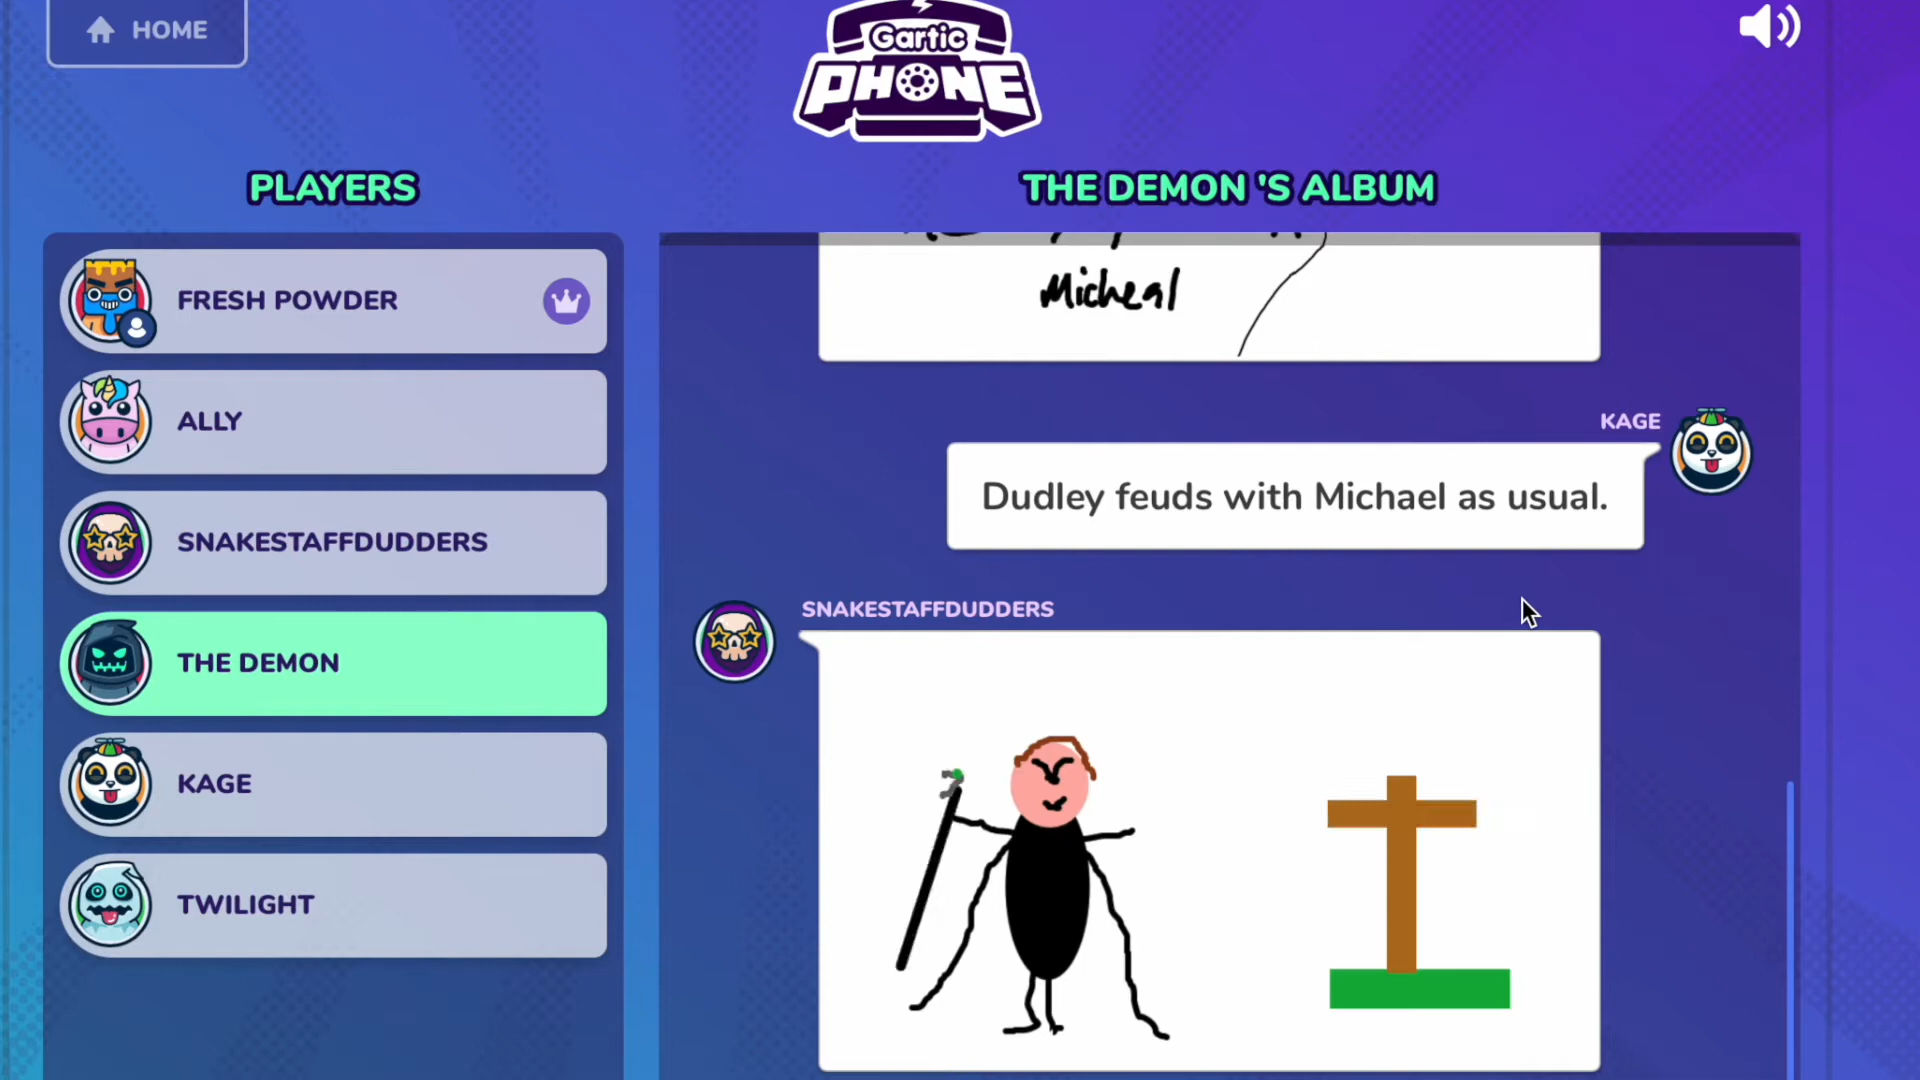 HOME
Gartic
PHONE
PLAYERS
THE DEMON 'S ALBUM
FRESH POWDER
Micheal
ALLY
KAGE
Dudley feuds with Michael as usual.
SNAKESTAFFDUDDERS
SNAKESTAFFDUDDERS
THE DEMON
KAGE
TWILIGHT